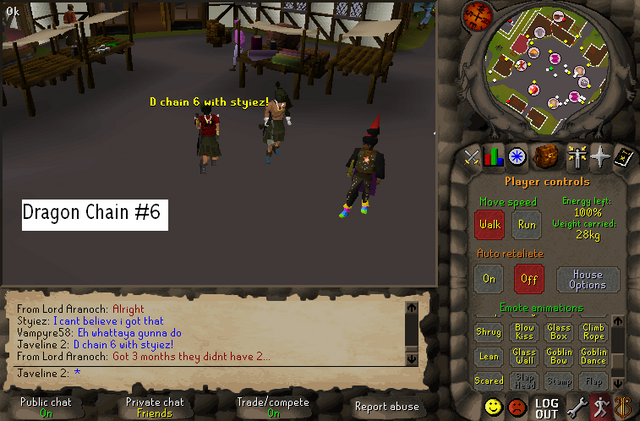 Ok
D chain 6 with styiez!
Dragon Chain #6
Player controls
Move speed
Energy left:
100%
Weight carried:
28kg
Walk
Run
Auto retaliate
On
Off
House
Options
Emote animations
Shrug
Blow
Kiss
Glass
Box
Climb
Rope
Lean
Glass
Wall
Goblin
Bow
Goblin
Dance
Scared
Slap
Head
Stomp
Flap
From Lord Aranoch: Alright
Styiez: I cant believe i got that
Vampyre58: Eh whattaya gunna do
Javeline 2: D chain 6 with styiez!
From Lord Aranoch: Got 3 months they didnt have 2...
Javeline 2: *
Public chat
On
Private chat
Friends
Trade/compete
On
Report abuse
LOG
OUT